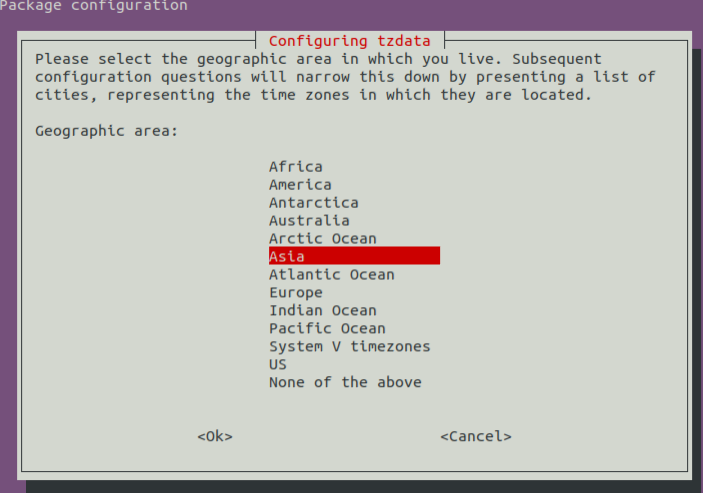 Package configuration
Configuring tzdata
Please select the geographic area in which you live. Subsequent
configuration questions will narrow this down by presenting a list of
cities, representing the time zones in which they are located.
Geographic area:
Africa
America
Antarctica
Australia
Arctic Ocean
Asia
Atlantic Ocean
Europe
Indian Ocean
Pacific Ocean
System V timezones
US
None of the above
<Ok> <Cancel>